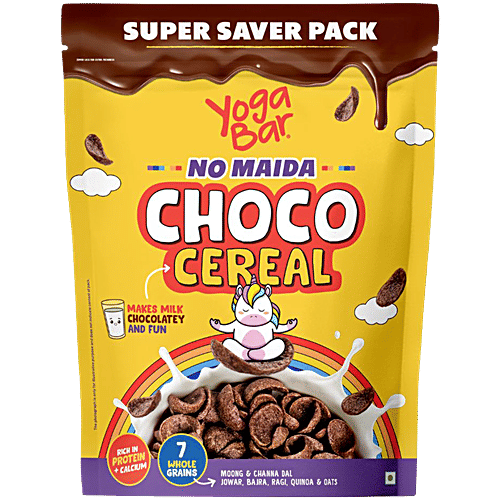 SUPER SAVER PACK
Yoga
Bar
NO MAIDA
CHOCO
CEREAL
MAKES MILK
CHOCOLATEY
AND FUN
RICH IN
PROTEIN
+ CALCIUM
7
WHOLE
GRAINS
MOONG & CHANNA DAL
JOWAR, BAJRA, RAGI, QUINOA & OATS